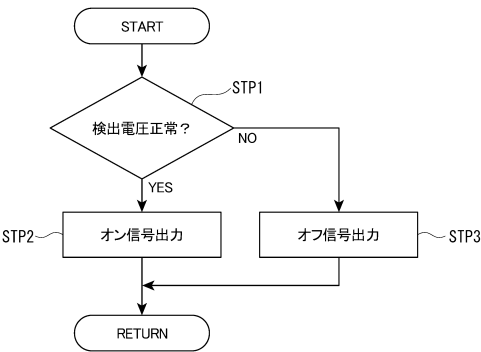 START
STP1
検出電圧正常？
NO
YES
STP2
オン信号出力
オフ信号出力
STP3
RETURN